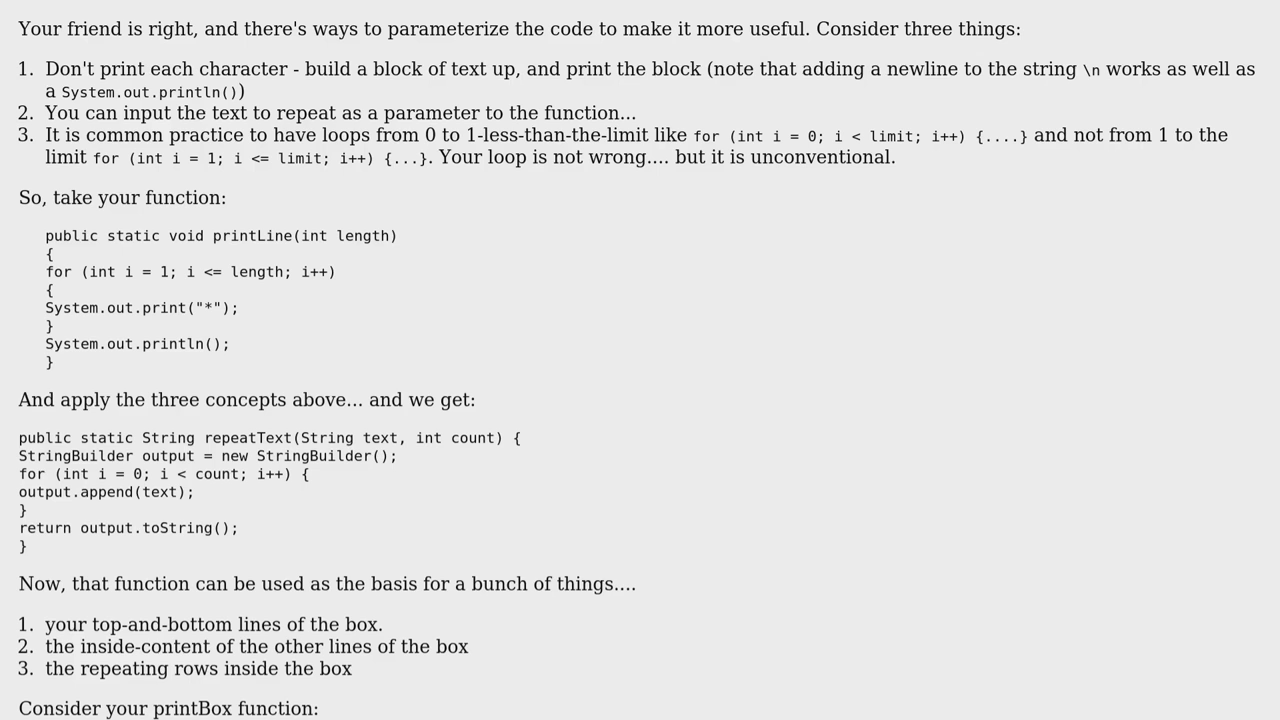 Your friend is right, and there's ways to parameterize the code to make it more useful. Consider three things:
1. Don't print each character - build a block of text up, and print the block (note that adding a newline to the string \n works as well as
a System.out.println())
2. You can input the text to repeat as a parameter to the function...
3. It is common practice to have loops from 0 to 1-less-than-the-limit like for (int i = 0; i < limit; i++) {....} and not from 1 to the
limit for (int i = 1; i <= limit; i++) {...}. Your loop is not wrong.... but it is unconventional.
So, take your function:
public static void printLine(int length)
{
for (int i = 1; i <= length; i++)
{
System.out.print("*");
}
System.out.println();
}
And apply the three concepts above... and we get:
public static String repeatText(String text, int count) {
StringBuilder output = new StringBuilder();
for (int i = 0; i < count; i++) {
output.append(text);
}
return output.toString();
}
Now, that function can be used as the basis for a bunch of things....
1. your top-and-bottom lines of the box.
2. the inside-content of the other lines of the box
3. the repeating rows inside the box
Consider your printBox function: